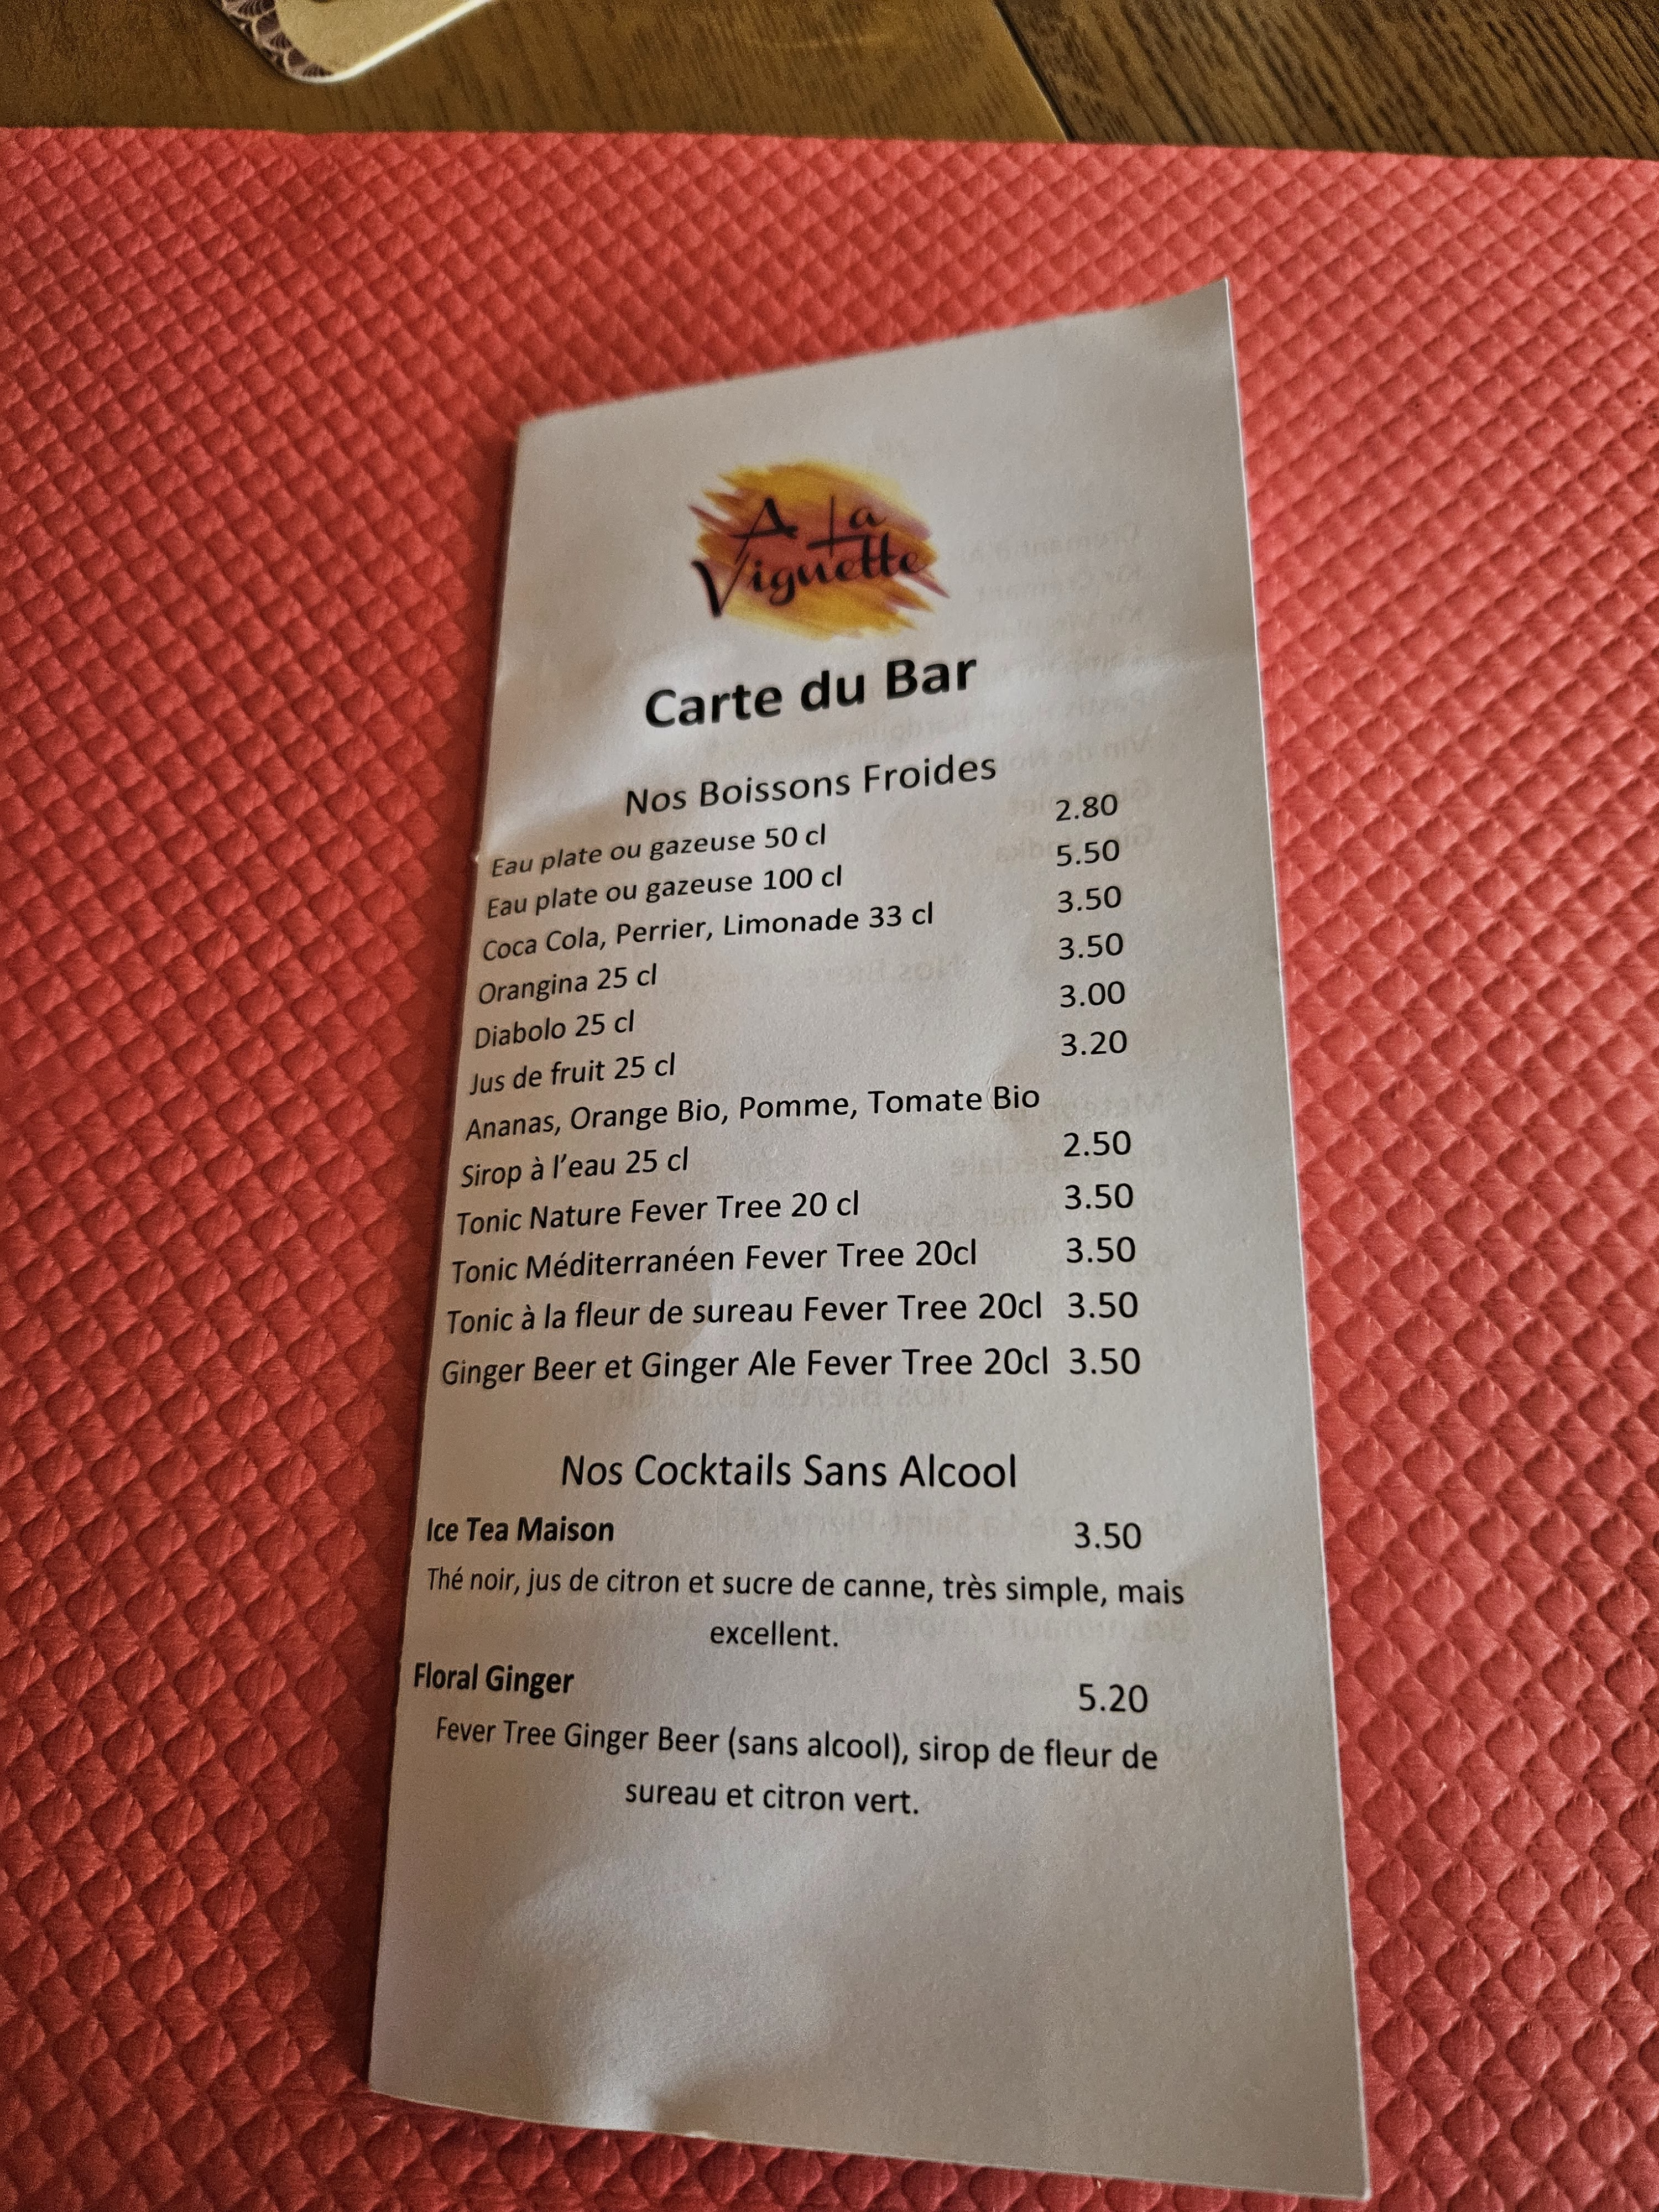 A La
Vignette
Carte du Bar
Nos Boissons Froides
Eau plate ou gazeuse 50 cl 2.80
Eau plate ou gazeuse 100 cl 5.50
Coca Cola, Perrier, Limonade 33 cl 3.50
Orangina 25 cl 3.50
Diabolo 25 cl 3.00
Jus de fruit 25 cl 3.20
Ananas, Orange Bio, Pomme, Tomate Bio
Sirop à l’eau 25 cl 2.50
Tonic Nature Fever Tree 20 cl 3.50
Tonic Méditerranéen Fever Tree 20cl 3.50
Tonic à la fleur de sureau Fever Tree 20cl 3.50
Ginger Beer et Ginger Ale Fever Tree 20cl 3.50
Nos Cocktails Sans Alcool
Ice Tea Maison 3.50
Thé noir, jus de citron et sucre de canne, très simple, mais
excellent.
Floral Ginger 5.20
Fever Tree Ginger Beer (sans alcool), sirop de fleur de
sureau et citron vert.